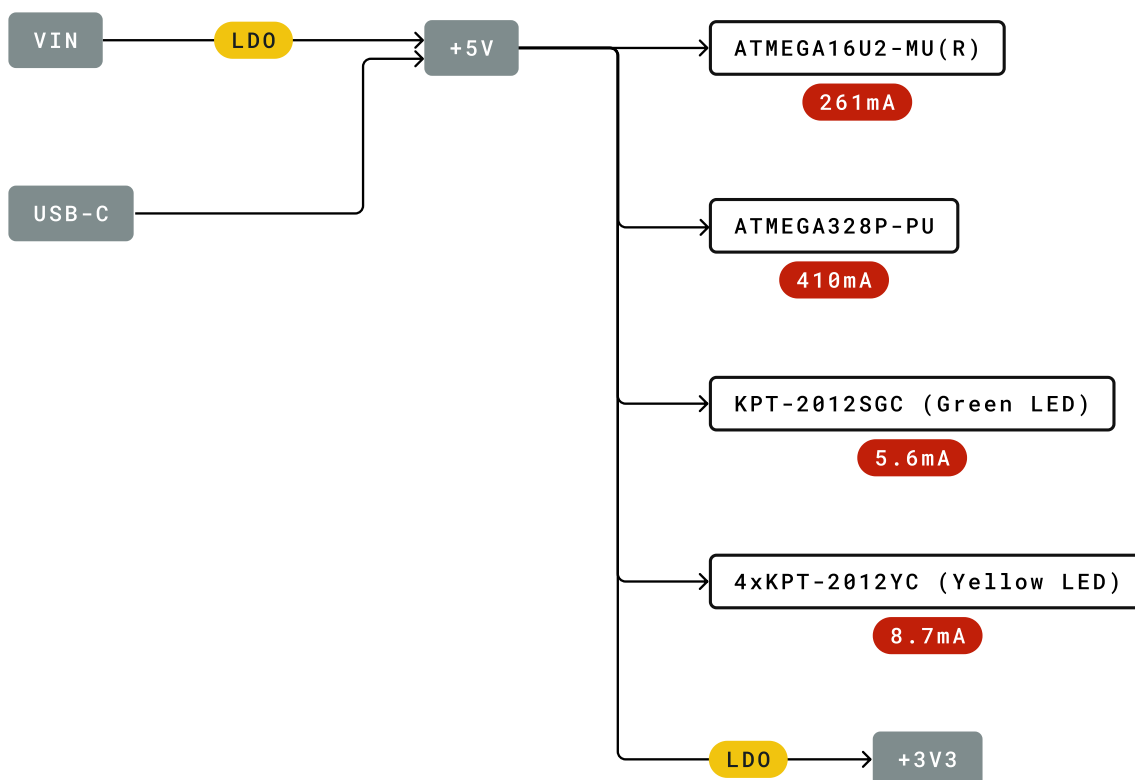 VIN
LDO
+5V
ATMEGA16U2-MU(R)
261mA
USB-C
ATMEGA328P-PU
410mA
KPT-2012SGC (Green LED)
5.6mA
4xKPT-2012YC (Yellow LED)
8.7mA
LDO
+3V3